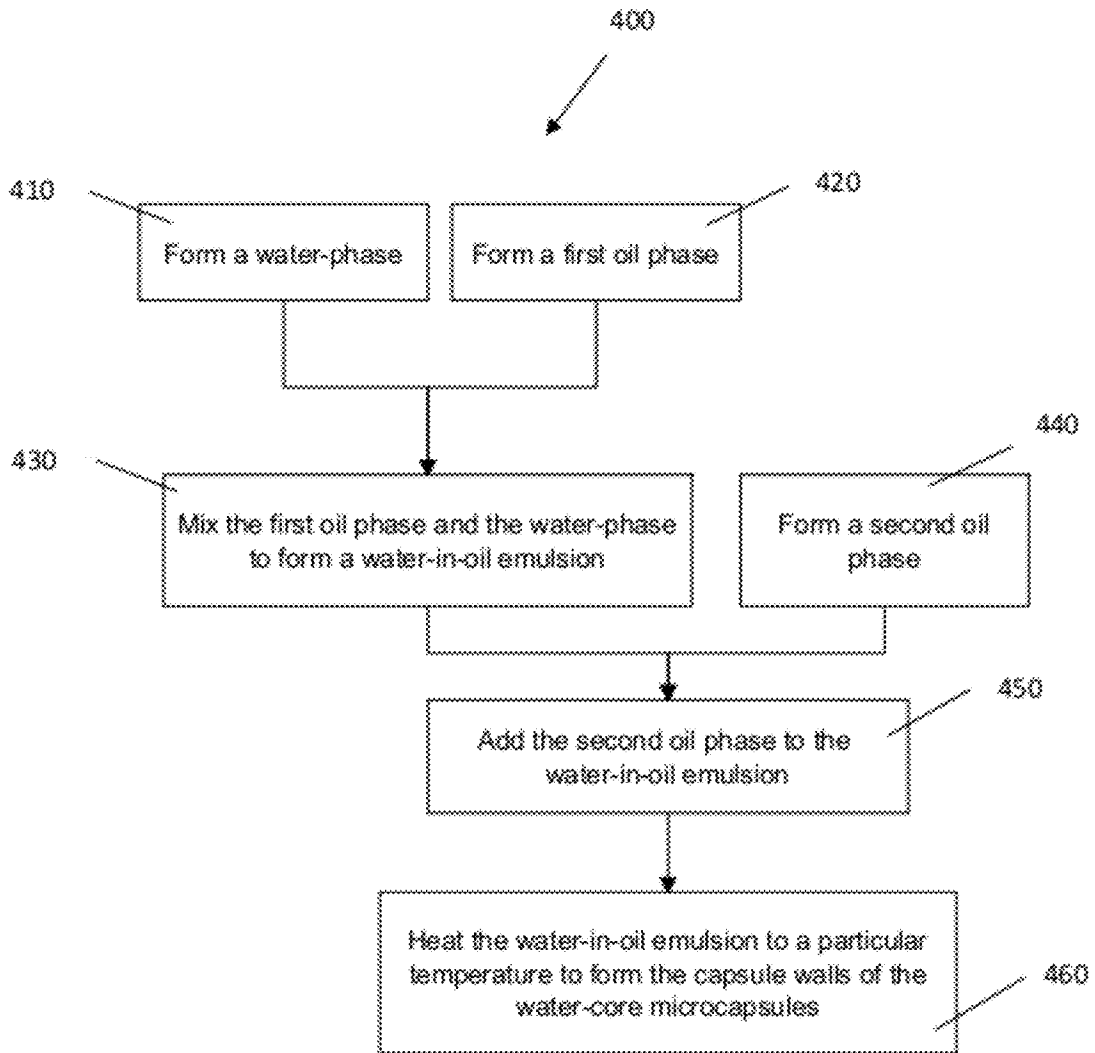 400
410
420
Form a water-phase
Form a first oil phase
430
440
Mix the first oil phase and the water-phase
to form a water-in-oil emulsion
Form a second oil
phase
450
Add the second oil phase to the
water-in-oil emulsion
Heat the water-in-oil emulsion to a particular
temperature to form the capsule walls of the
water-core microcapsules
460